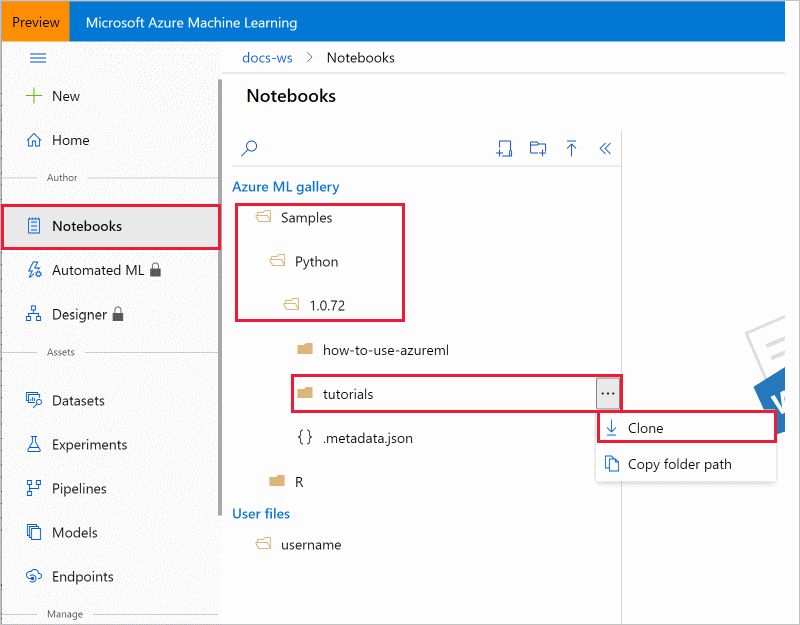 Preview Microsoft Azure Machine Learning
docs-ws > Notebooks
New
Home
Author
Notebooks
Automated ML
Designer
Assets
Datasets
Experiments
Pipelines
Models
Endpoints
Manage
Notebooks
Azure ML gallery
Samples
Python
1.0.72
how-to-use-azureml
tutorials ...
{} .metadata.json
R
User files
username
Clone
Copy folder path